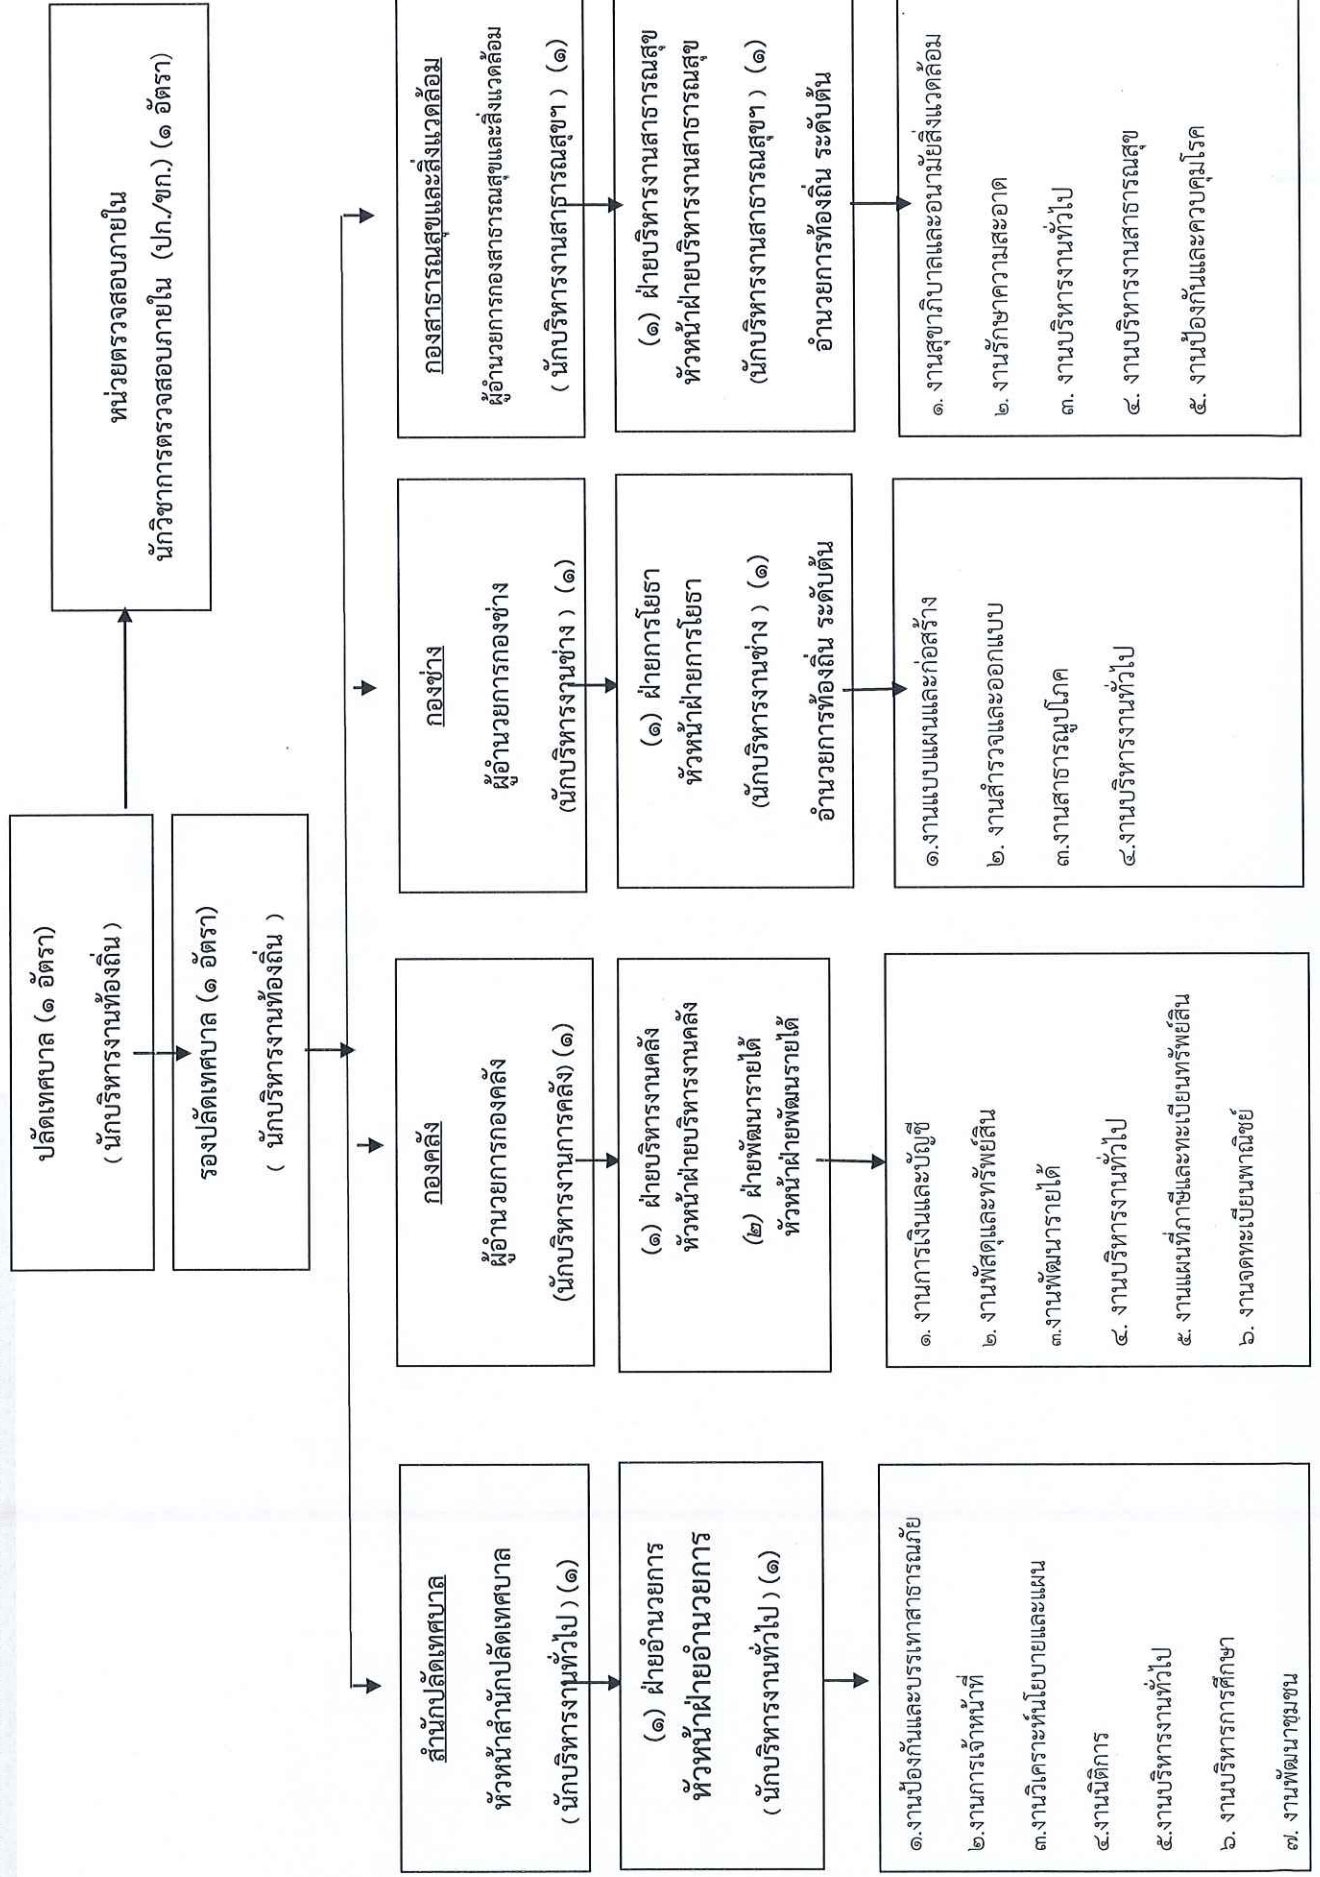 ปลัดเทศบาล (๑ อัตรา)
( นักบริหารงานท้องถิ่น )
หน่วยตรวจสอบภายใน
นักวิชาการตรวจสอบภายใน (ปก./ชก.) (๑ อัตรา)
รองปลัดเทศบาล (๑ อัตรา)
( นักบริหารงานท้องถิ่น )
สำนักปลัดเทศบาล
หัวหน้าสำนักปลัดเทศบาล
( นักบริหารงานทั่วไป ) (๑)
(๑) ฝ่ายอำนวยการ
หัวหน้าฝ่ายอำนวยการ
( นักบริหารงานทั่วไป ) (๑)
๑.งานป้องกันและบรรเทาสาธารณภัย
๒.งานการเจ้าหน้าที่
๓.งานวิเคราะห์นโยบายและแผน
๔.งานนิติการ
๕.งานบริหารงานทั่วไป
๖. งานบริหารการศึกษา
๗. งานพัฒนาชุมชน
กองคลัง
ผู้อำนวยการกองคลัง
(นักบริหารงานการคลัง) (๑)
(๑) ฝ่ายบริหารงานคลัง
หัวหน้าฝ่ายบริหารงานคลัง
(๒) ฝ่ายพัฒนารายได้
หัวหน้าฝ่ายพัฒนรายได้
๑. งานการเงินและบัญชี
๒. งานพัสดุและทรัพย์สิน
๓.งานพัฒนารายได้
๔. งานบริหารงานทั่วไป
๕. งานแผนที่ภาษีและทะเบียนทรัพย์สิน
๖. งานจดทะเบียนพาณิชย์
กองช่าง
ผู้อำนวยการกองช่าง
(นักบริหารงานช่าง ) (๑)
(๑) ฝ่ายการโยธา
หัวหน้าฝ่ายการโยธา
(นักบริหารงานช่าง ) (๑)
อำนวยการท้องถิ่น ระดับต้น
๑.งานแบบแผนและก่อสร้าง
๒. งานสำรวจและออกแบบ
๓.งานสาธารณูปโภค
๔.งานบริหารงานทั่วไป
กองสาธารณสุขและสิ่งแวดล้อม
ผู้อำนวยการกองสาธารณสุขและสิ่งแวดล้อม
( นักบริหารงานสาธารณสุขฯ ) (๑)
(๑) ฝ่ายบริหารงานสาธารณสุข
หัวหน้าฝ่ายบริหารงานสาธารณสุข
(นักบริหารงานสาธารณสุขฯ ) (๑)
อำนวยการท้องถิ่น ระดับต้น
๑. งานสุขาภิบาลและอนามัยสิ่งแวดล้อม
๒. งานรักษาความสะอาด
๓. งานบริหารงานทั่วไป
๔. งานบริหารงานสาธารณสุข
๕. งานป้องกันและควบคุมโรค